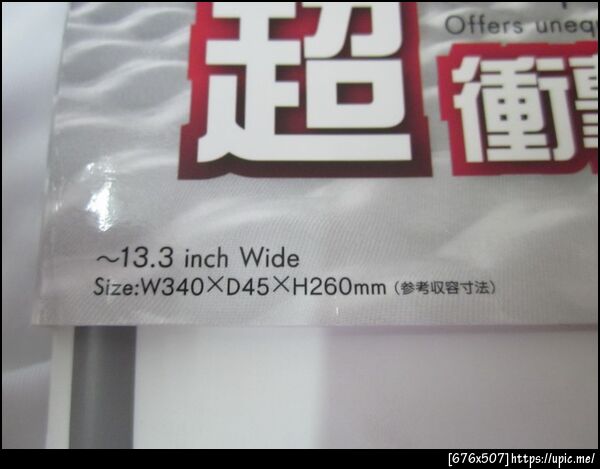 超
Offers
衝
~13.3 inch Wide
Size:W340×D45×H260mm (参考収容寸法)
[676x507]https://upic.me/